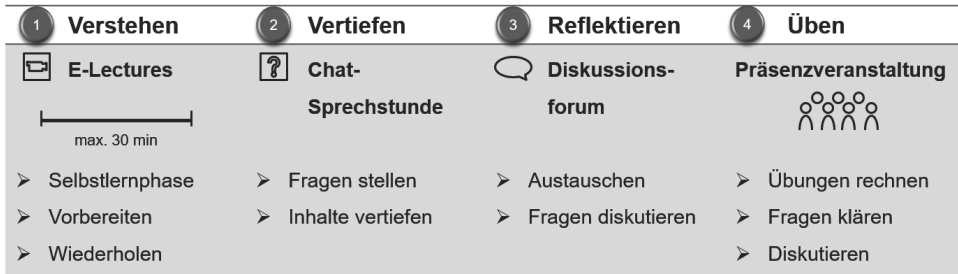 1 Verstehen
E-Lectures
max. 30 min
➢ Selbstlernphase
➢ Vorbereiten
➢ Wiederholen
2 Vertiefen
?
Chat-
Sprechstunde
➢ Fragen stellen
➢ Inhalte vertiefen
3 Reflektieren
Diskussions-
forum
➢ Austauschen
➢ Fragen diskutieren
4 Üben
Präsenzveranstaltung
➢ Übungen rechnen
➢ Fragen klären
➢ Diskutieren